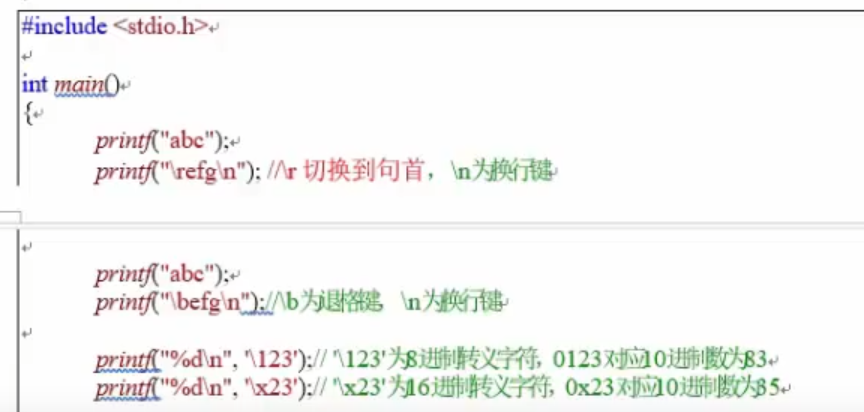 #include <stdio.h>
int main()
{
printf("abc");
printf("\refg\n"); //\r 切换到句首，\n为换行键
printf("abc");
printf("\befg\n");//\b为退格键，\n为换行键
printf("%d\n", '\123');// '\123'为8进制转义字符，0123对应10进制数为83
printf("%d\n", '\x23');// '\x23'为16进制转义字符，0x23对应10进制数为35